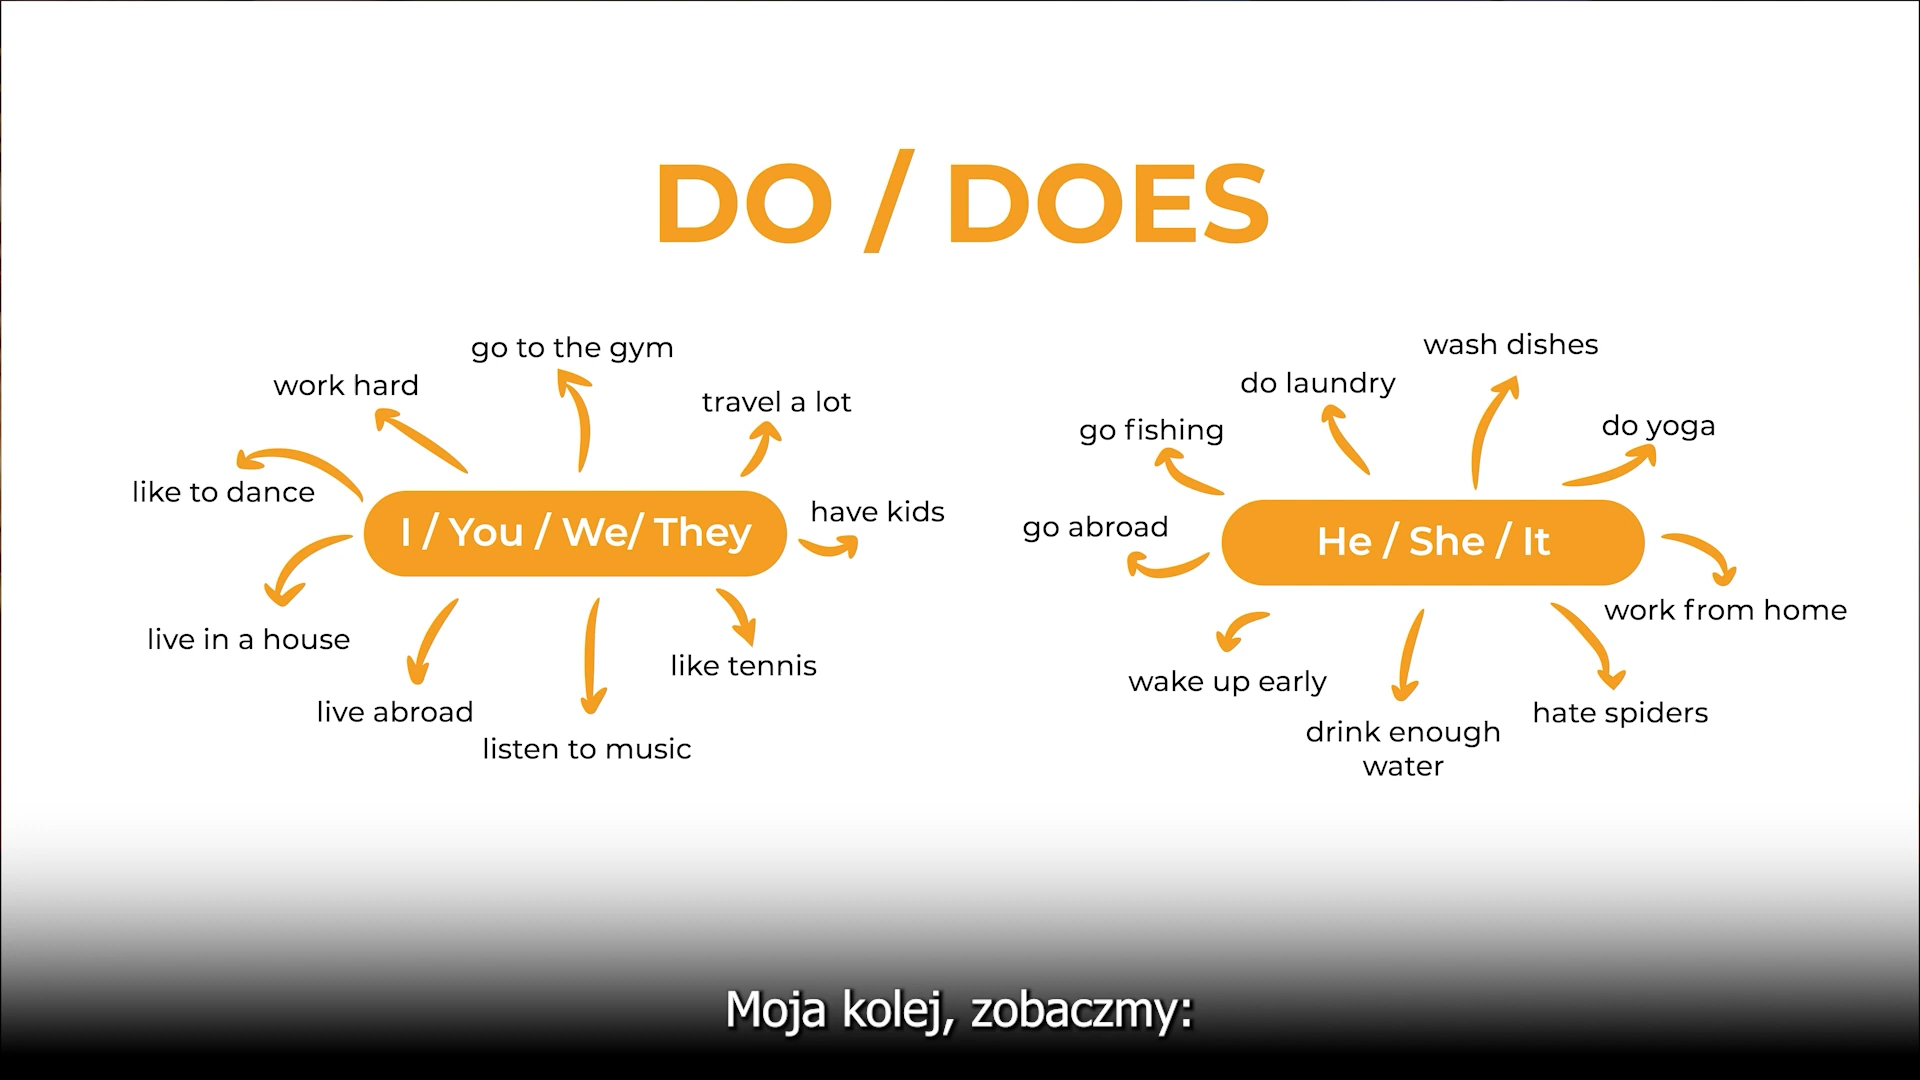 DO / DOES
go to the gym
work hard
travel a lot
like to dance
I / You / We/ They
have kids
live in a house
like tennis
live abroad
listen to music
wash dishes
do laundry
do yoga
go fishing
go abroad
He / She / It
work from home
wake up early
hate spiders
drink enough
water
Moja kolej, zobaczmy: